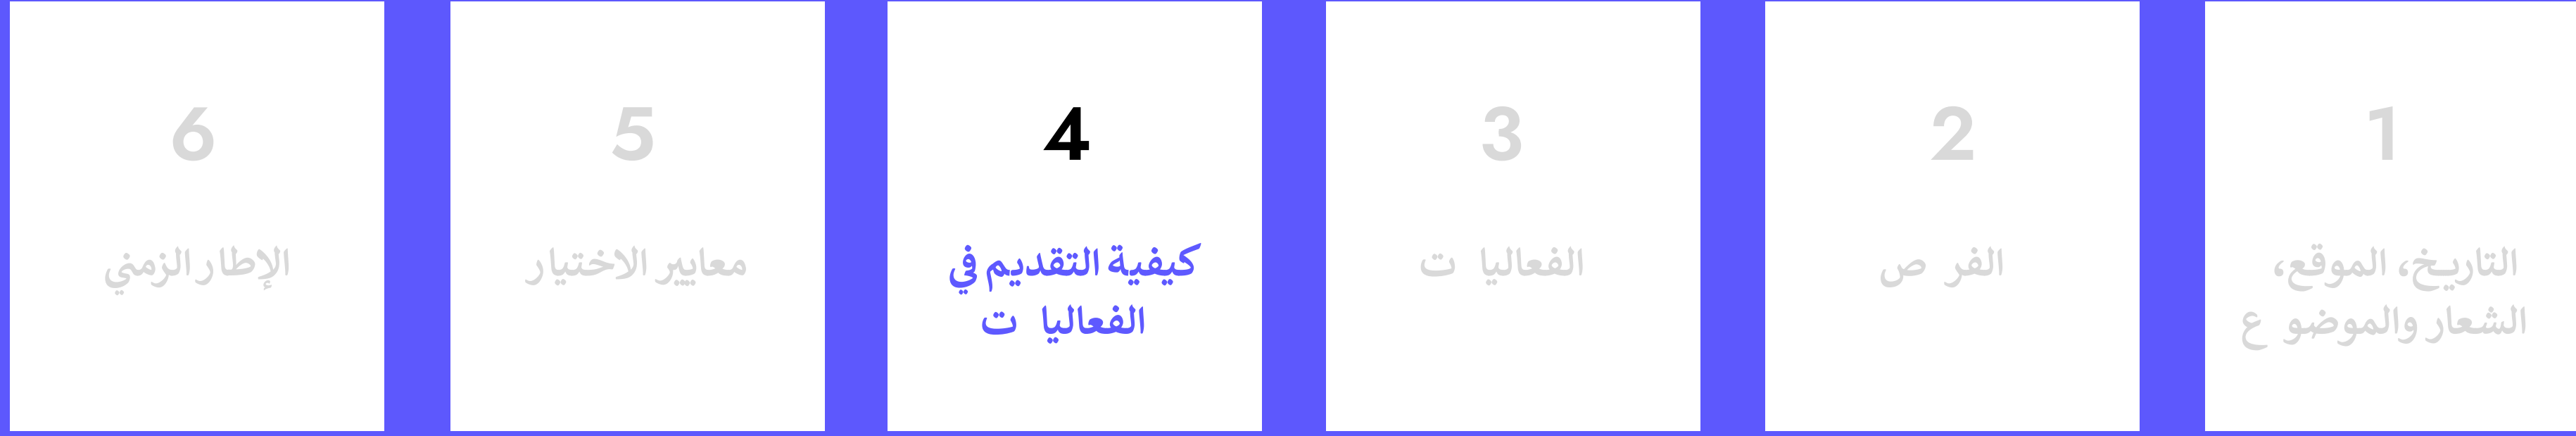 1
التاريخ، الموقع،
الشعار والموضو ع
2
الفر ص
3
الفعاليا ت
4
كيفية التقديم في
الفعاليا ت
5
معايير الاختيار
6
الإطار الزمني